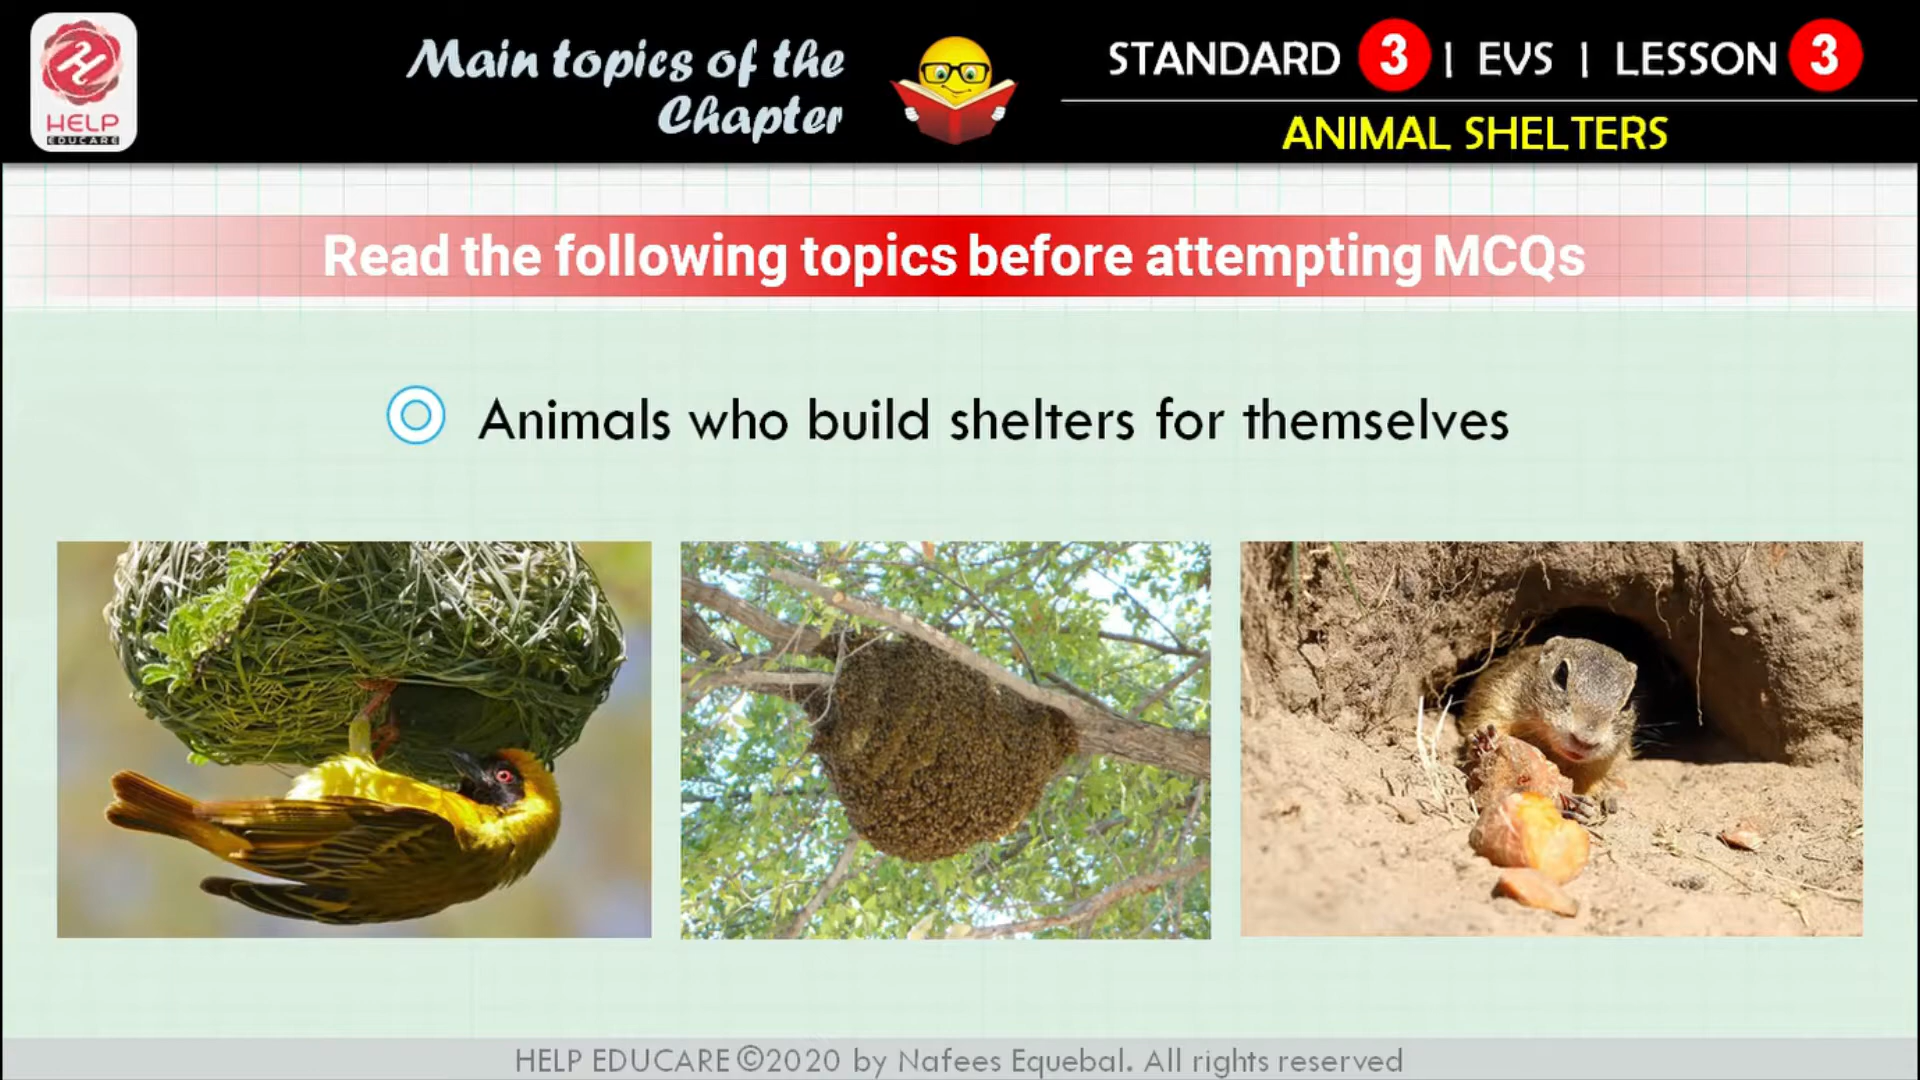 HELP
EDUCARE
Main topics of the
Chapter
STANDARD 3 | EVS | LESSON 3
ANIMAL SHELTERS
Read the following topics before attempting MCQs
Animals who build shelters for themselves
HELP EDUCARE ©2020 by Nafees Equebal. All rights reserved